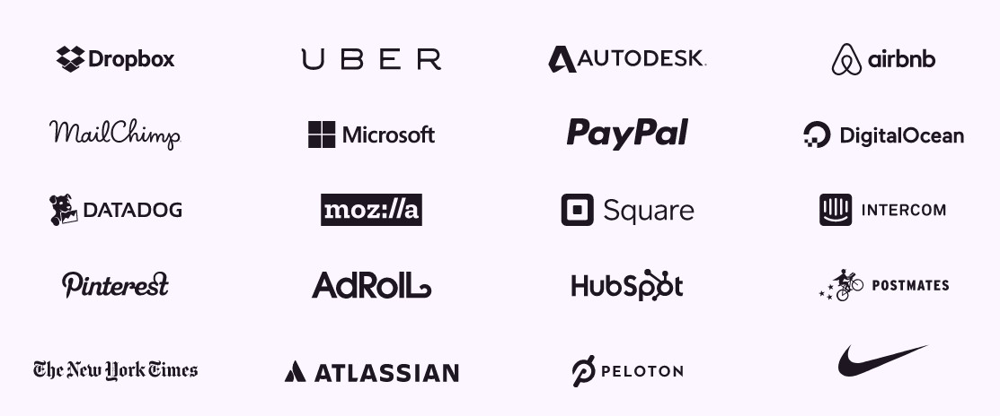 Dropbox
UBER
AUTODESK.
airbnb
MailChimp
Microsoft
PayPal
DigitalOcean
DATADOG
moz://a
Square
INTERCOM
Pinterest
AdRoll
HubSpot
POSTMATES
The New York Times
ATLASSIAN
PELOTON